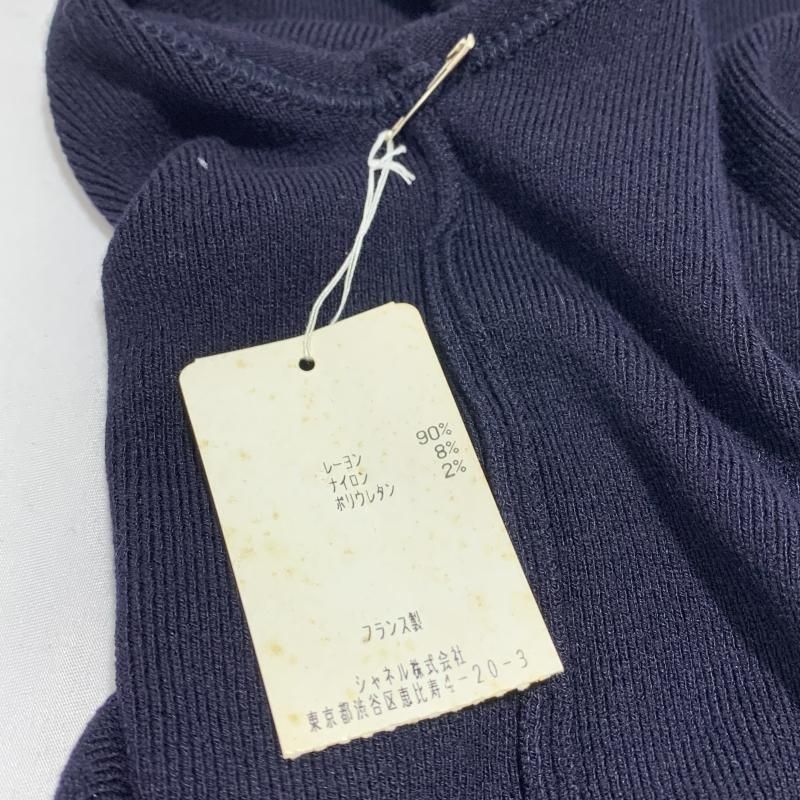 レーヨン 90%
ナイロン 8%
ポリウレタン 2%
フランス製
シャネル株式会社
東京都渋谷区恵比寿4-20-3